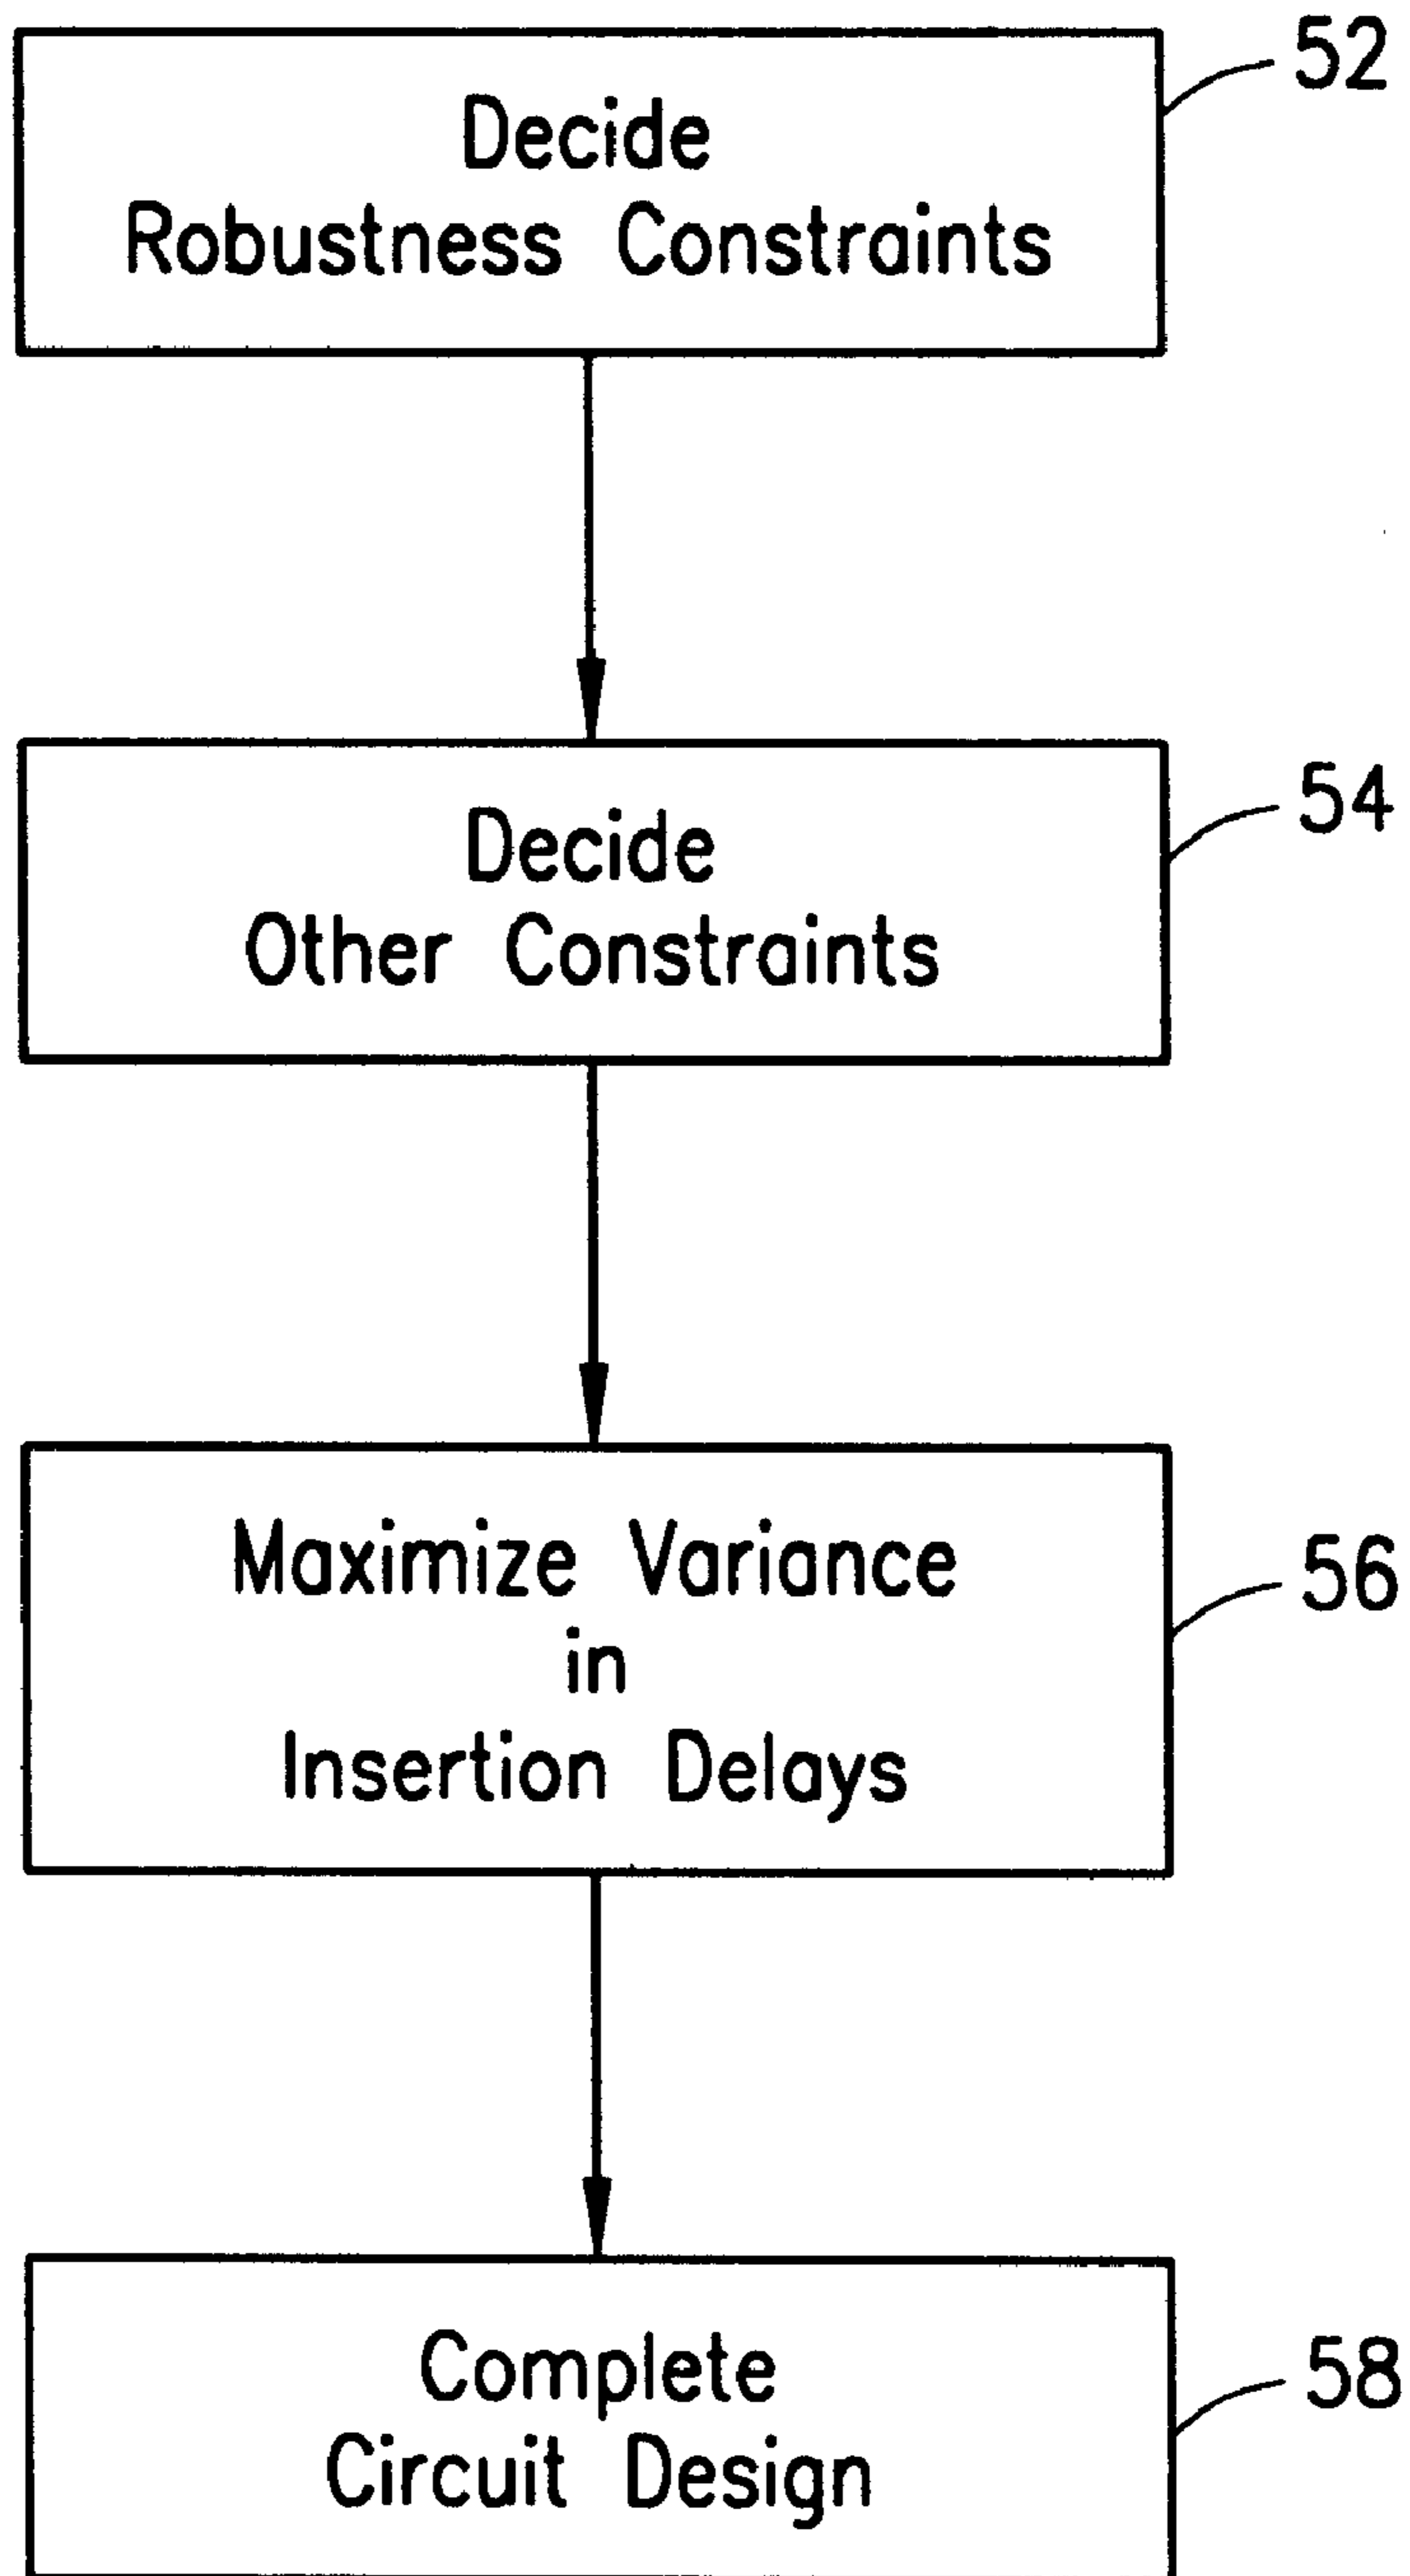 52
Decide
Robustness Constraints
54
Decide
Other Constraints
56
Maximize Variance
in
Insertion Delays
58
Complete
Circuit Design